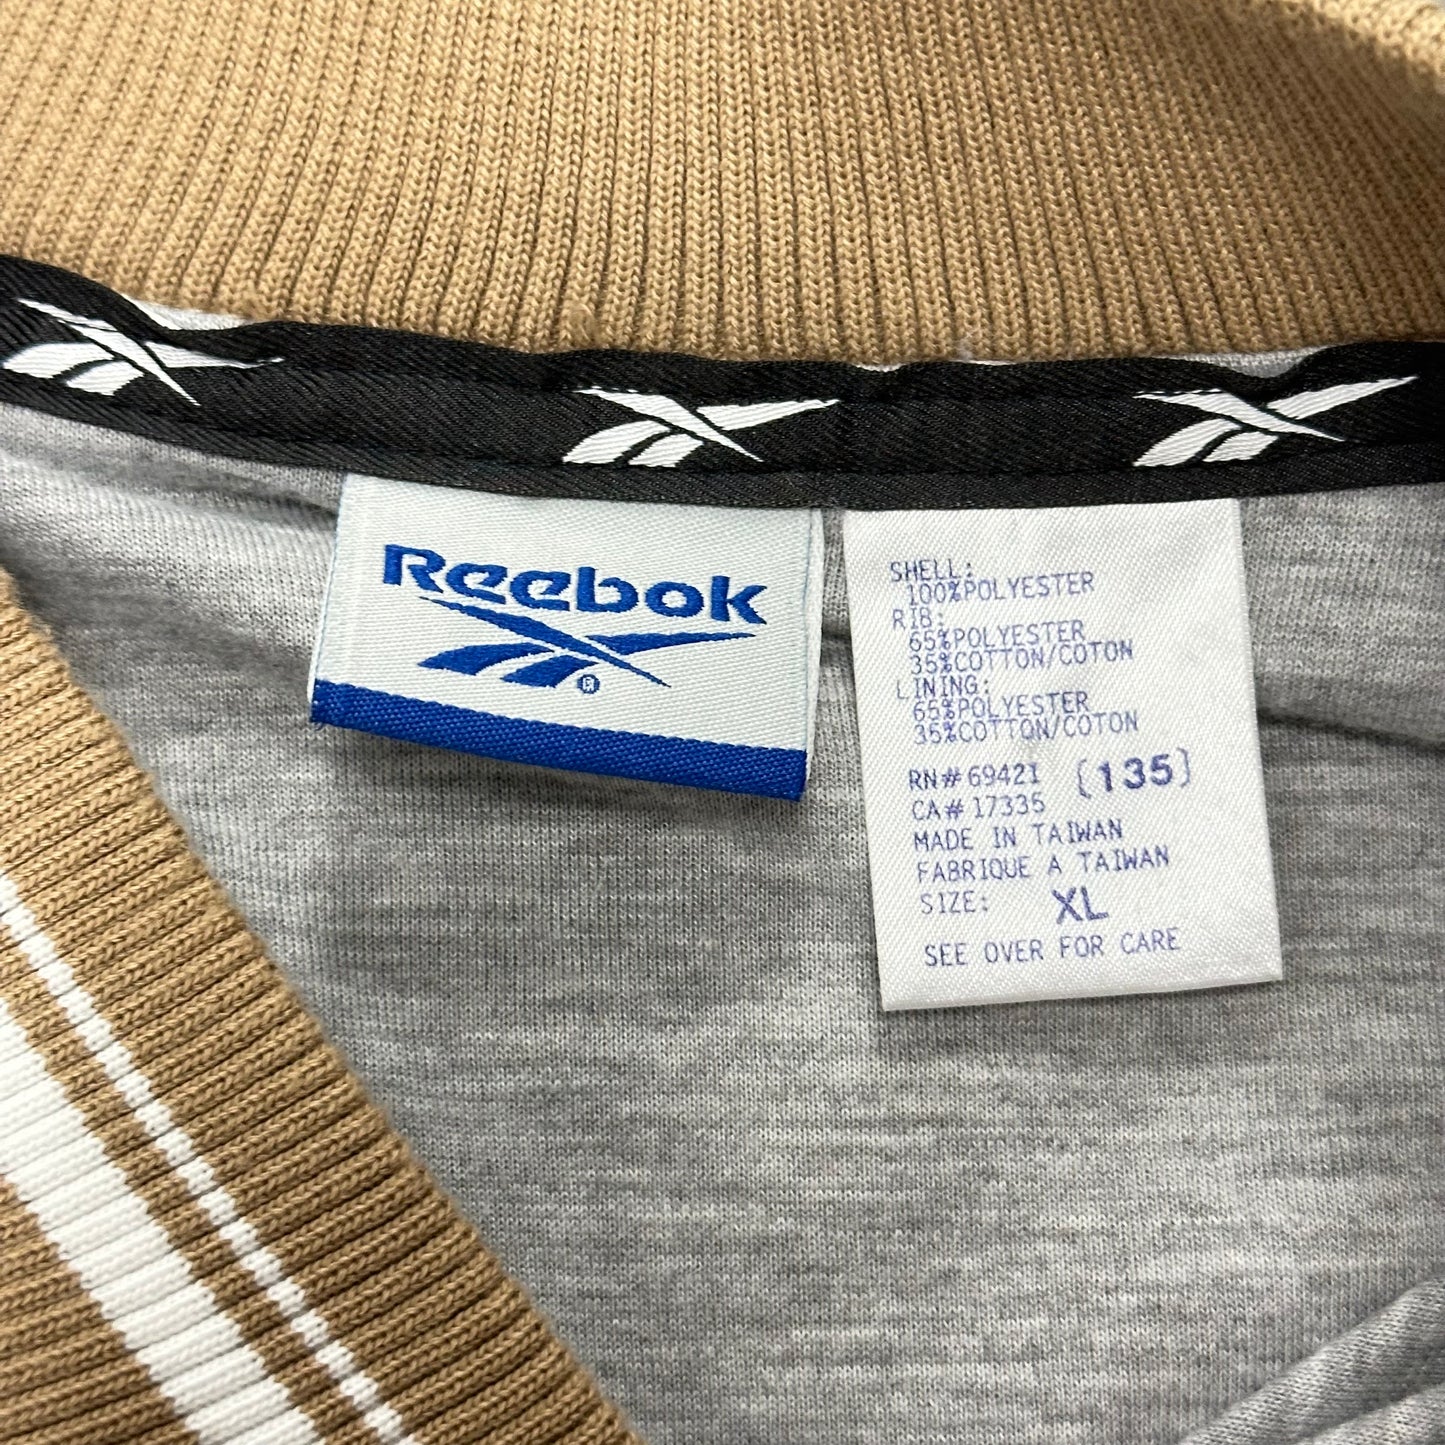 Reebok
®
SHELL:
100%POLYESTER
RIB:
65%POLYESTER
35%COTTON/COTON
LINING:
65%POLYESTER
35%COTTON/COTON
RN# 69421 [135]
CA# 17335
MADE IN TAIWAN
FABRIQUE A TAIWAN
SIZE: XL
SEE OVER FOR CARE